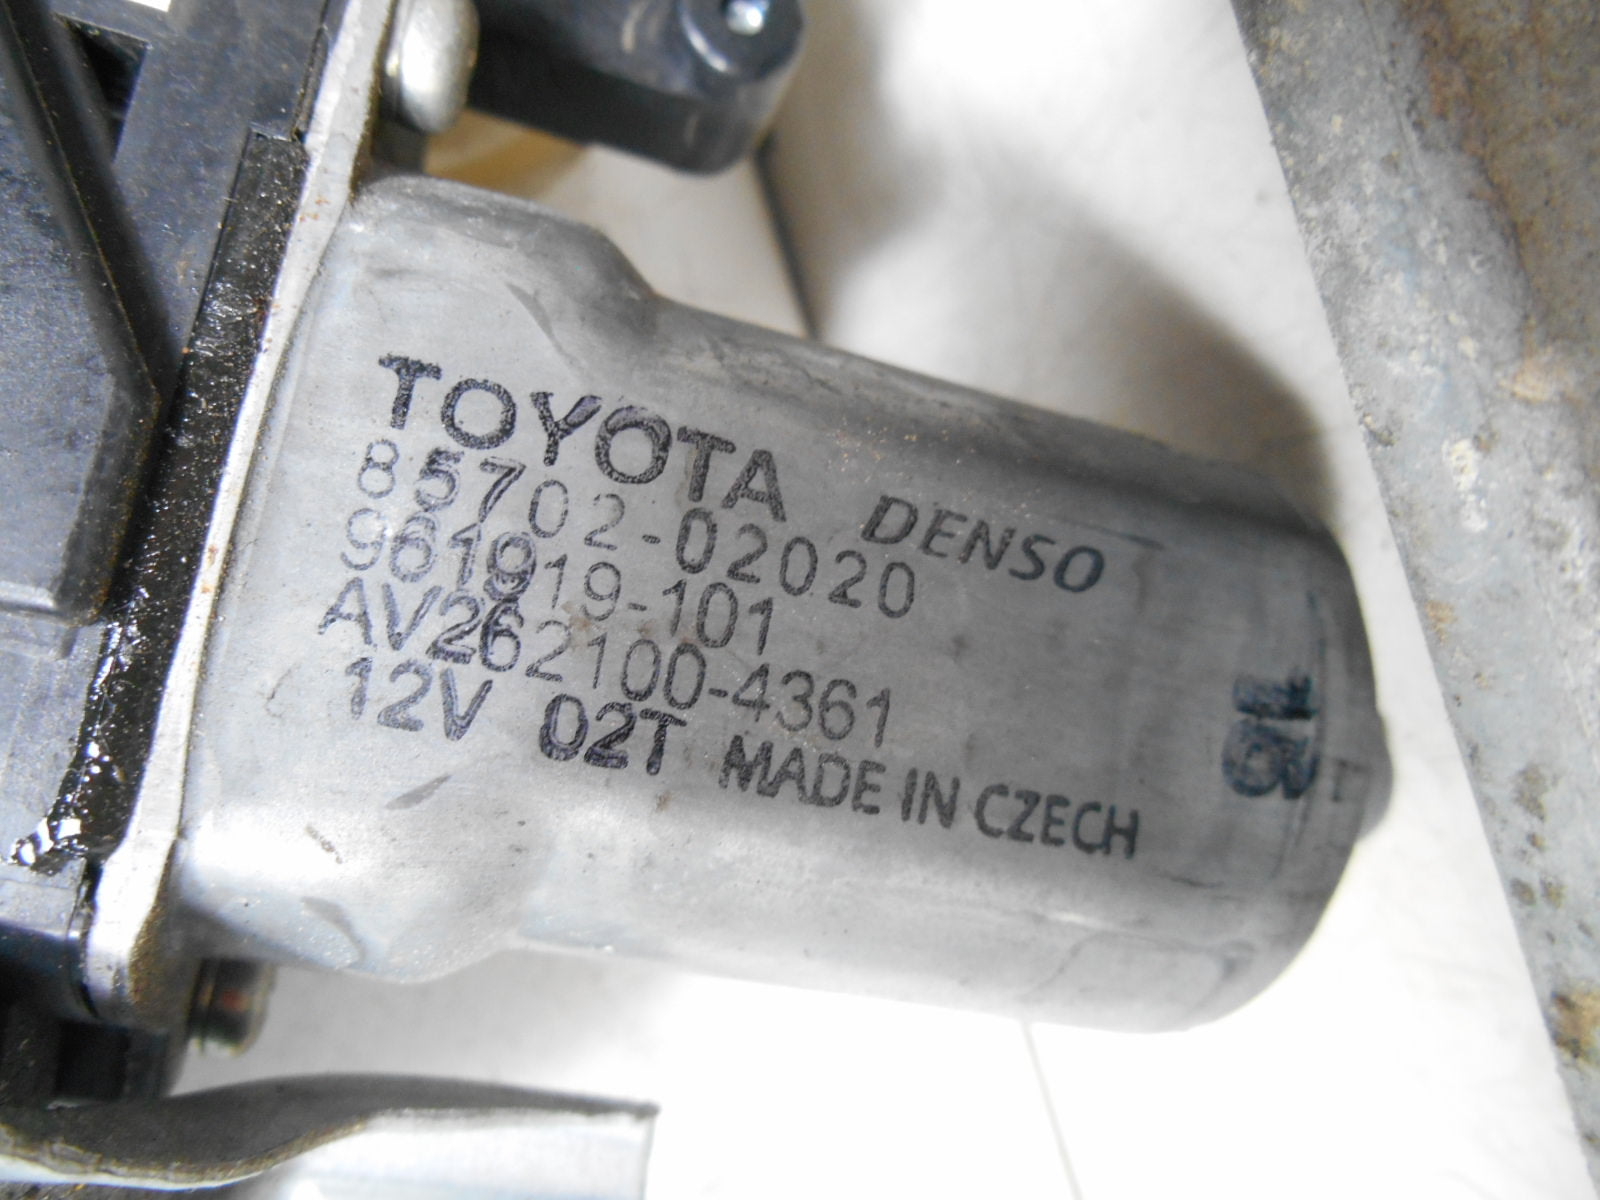 TOYOTA
85702-02020
DENSO
961919-101
AV262100-4361
12V 02T MADE IN CZECH